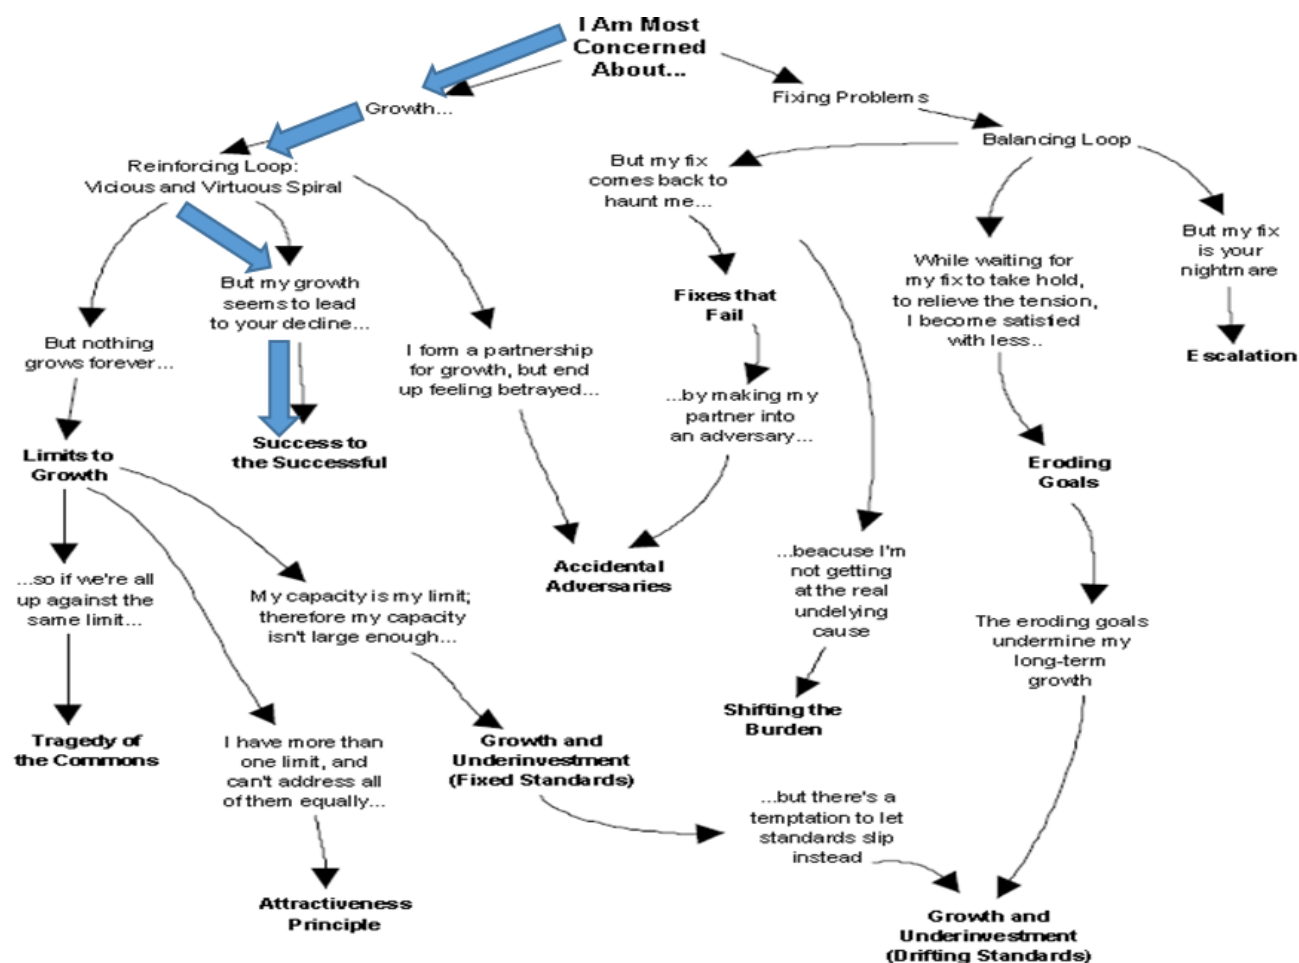 I Am Most
Concerned
About...
Growth...
Fixing Problems
Reinforcing Loop:
Vicious and Virtuous Spiral
But my fix
comes back to
haunt me...
Balancing Loop
But nothing
grows forever...
But my growth
seems to lead
to your decline...
I form a partnership
for growth, but end
up feeling betrayed...
Fixes that
Fail
While waiting for
my fix to take hold,
to relieve the tension,
I become satisfied
with less..
But my fix
is your
nightmare
Escalation
...by making my
partner into
an adversary...
Limits to
Growth
Success to
the Successful
Eroding
Goals
...so if we're all
up against the
same limit...
My capacity is my limit;
therefore my capacity
isn't large enough...
Accidental
Adversaries
...beacuse I'm
not getting
at the real
undelying
cause
The eroding goals
undermine my
long-term
growth
Tragedy of
the Commons
I have more than
one limit, and
can't address all
of them equally...
Growth and
Underinvestment
(Fixed Standards)
Shifting the
Burden
...but there's a
temptation to let
standards slip
instead
Attractiveness
Principle
Growth and
Underinvestment
(Drifting Standards)